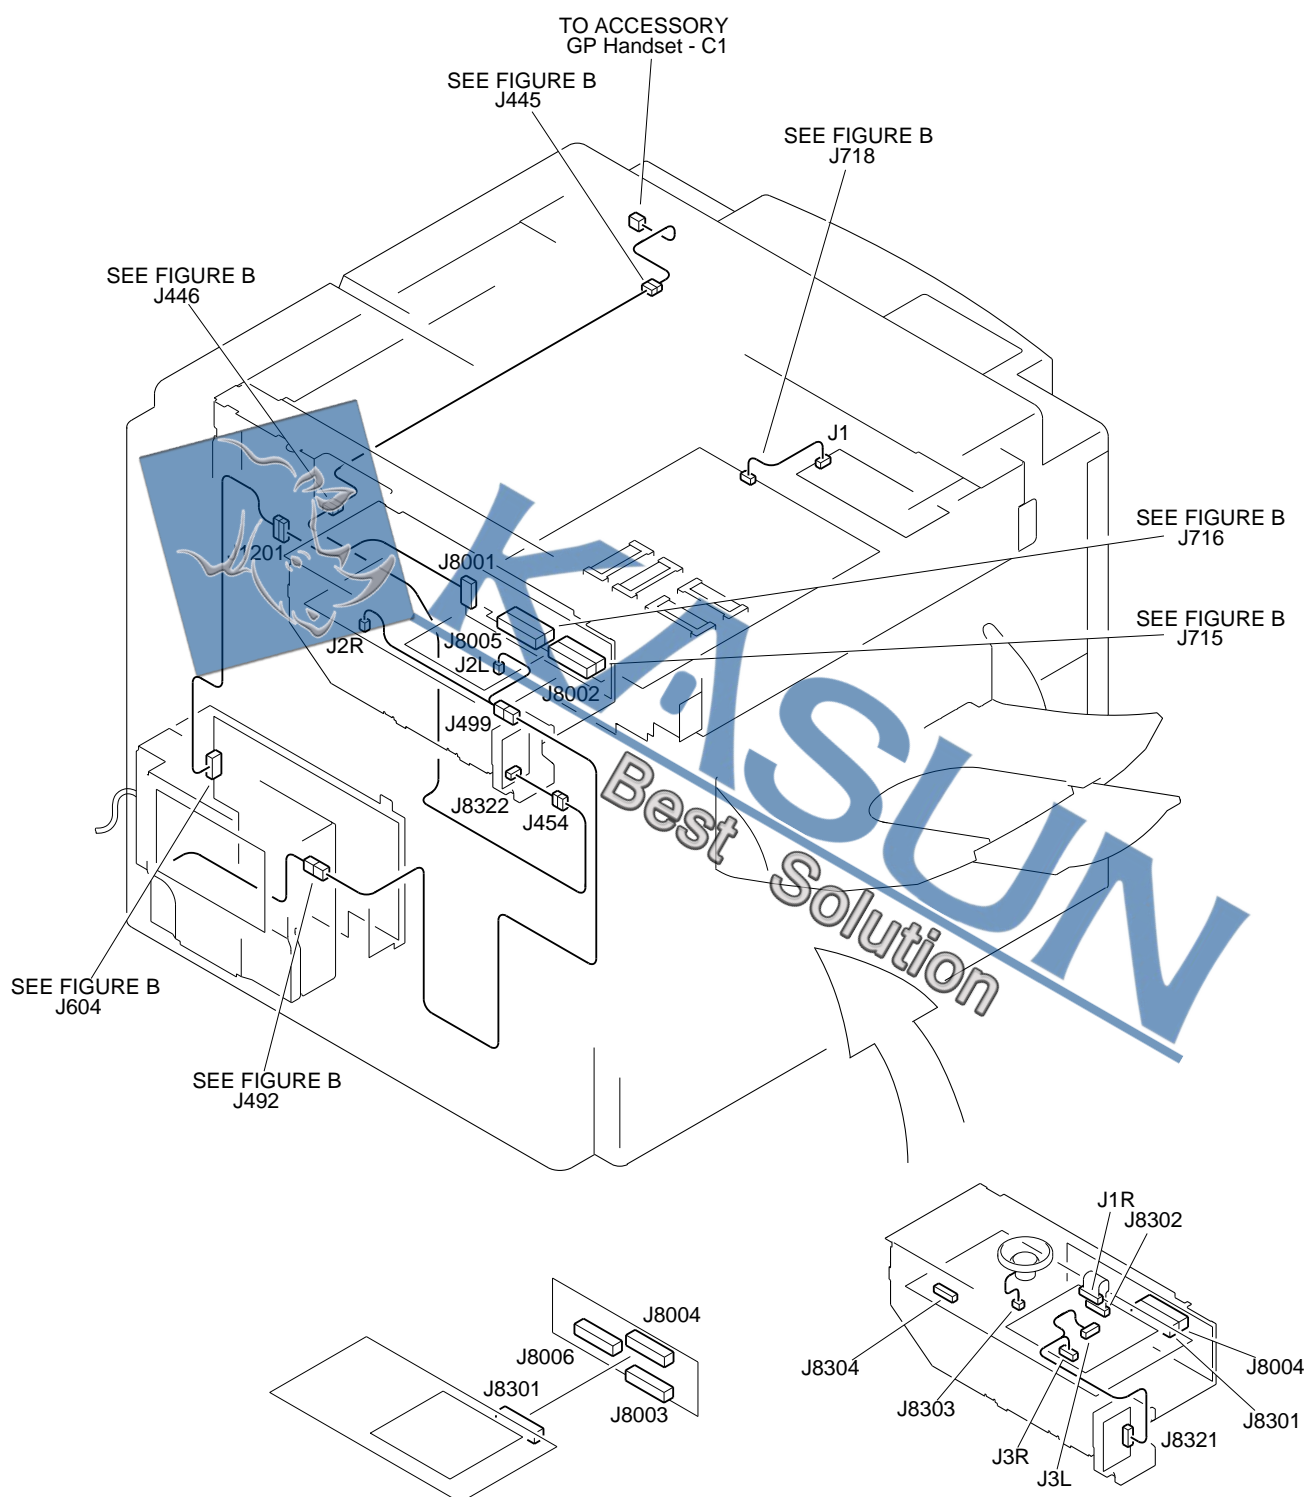 TO ACCESSORY
GP Handset - C1
SEE FIGURE B
J445
SEE FIGURE B
J718
SEE FIGURE B
J446
J1
SEE FIGURE B
J716
J1201
J8001
SEE FIGURE B
J715
J2R
J8005
J2L
J8002
J499
J8322
J454
SEE FIGURE B
J604
SEE FIGURE B
J492
KASUN
Best Solution
J1R
J8302
J8004
J8006
J8301
J8003
J8304
J8303
J3R
J3L
J8004
J8301
J8321